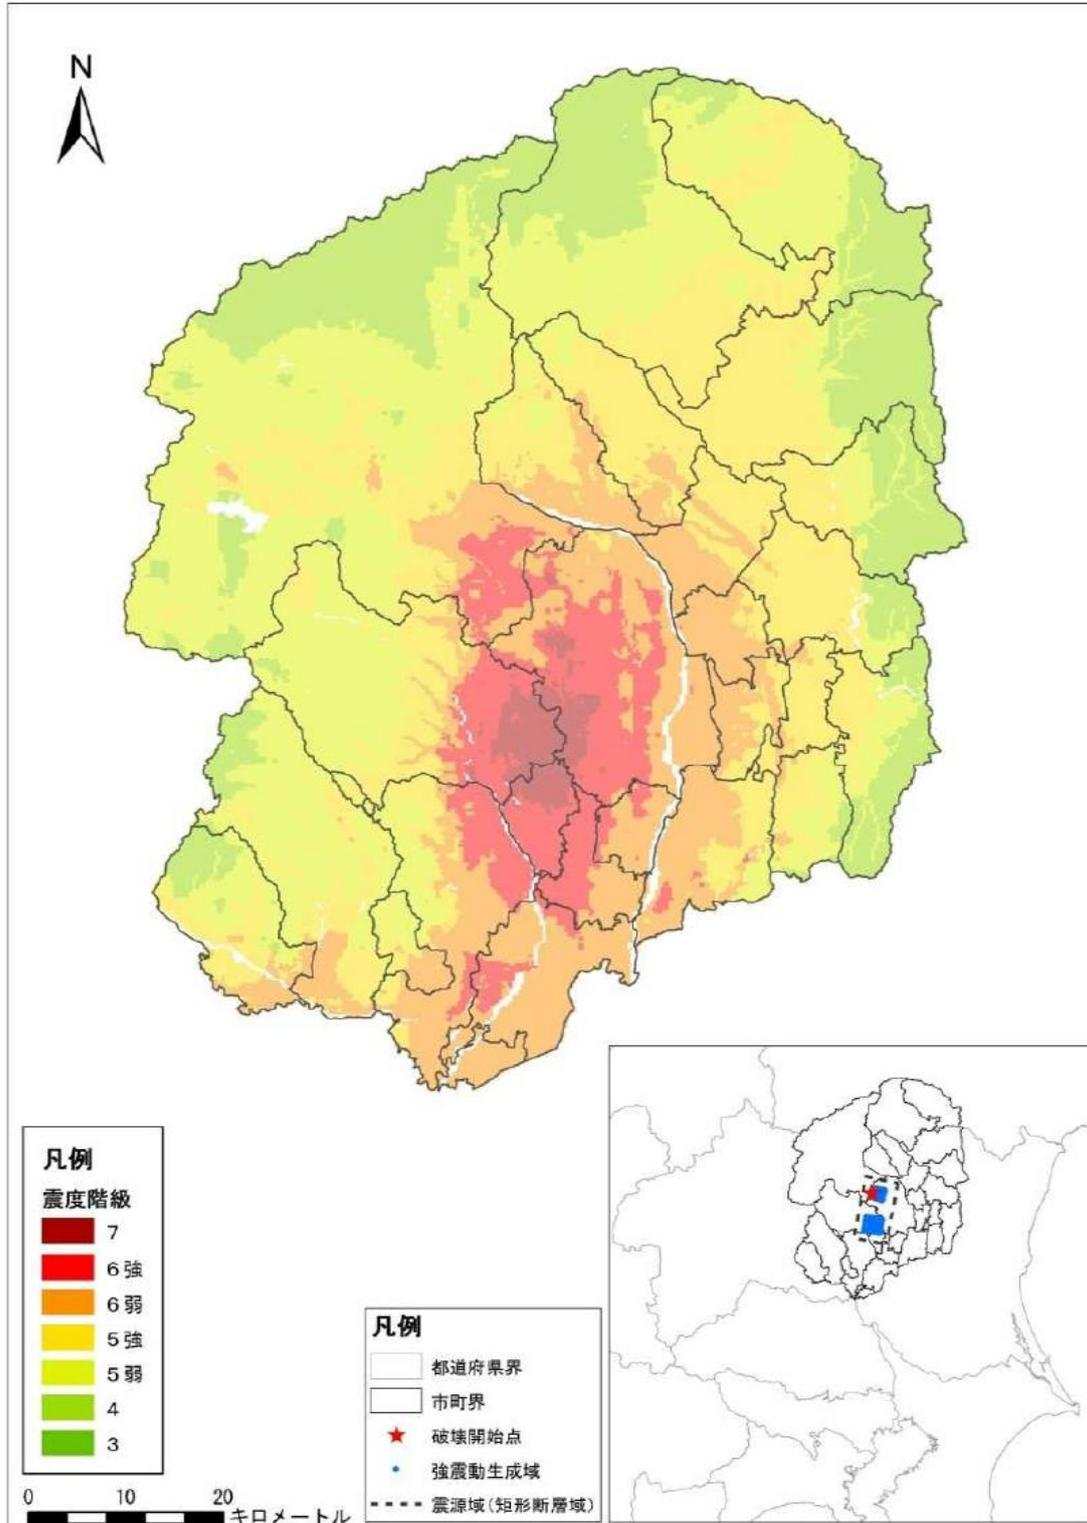 N
凡例
震度階級
7
6強
6弱
5強
5弱
4
3
0 10 20
キロメートル
凡例
都道府県界
市町界
破壊開始点
強震動生成域
震源域(矩形断層域)